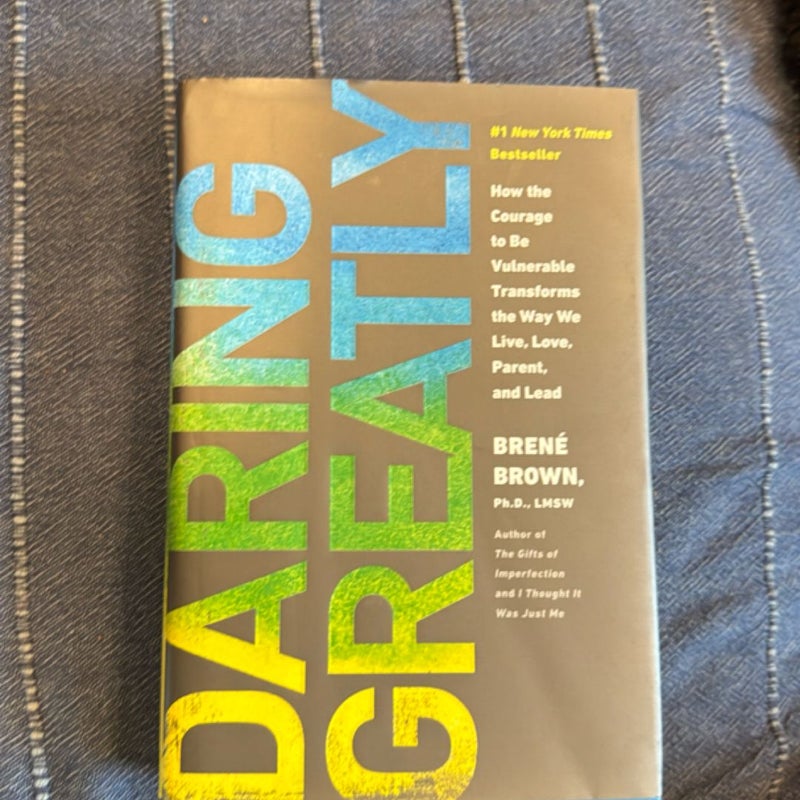 DARING
GREATLY
#1 New York Times
Bestseller
How the
Courage
to Be
Vulnerable
Transforms
the Way We
Live, Love,
Parent,
and Lead
BRENÉ
BROWN,
Ph.D., LMSW
Author of
The Gifts of
Imperfection
and I Thought It
Was Just Me